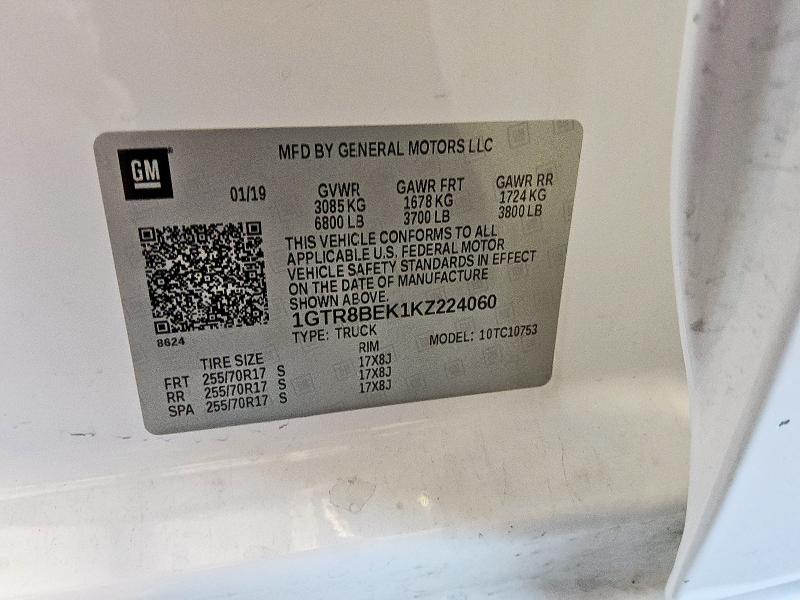 GM
MFD BY GENERAL MOTORS LLC
01/19 GVWR GAWR FRT GAWR RR
3085 KG 1678 KG 1724 KG
6800 LB 3700 LB 3800 LB
THIS VEHICLE CONFORMS TO ALL
APPLICABLE U.S. FEDERAL MOTOR
VEHICLE SAFETY STANDARDS IN EFFECT
ON THE DATE OF MANUFACTURE
SHOWN ABOVE.
1GTR8BEK1KZ224060
8624
TYPE: TRUCK MODEL: 10TC10753
TIRE SIZE RIM
FRT 255/70R17 S 17X8J
RR 255/70R17 S 17X8J
SPA 255/70R17 S 17X8J